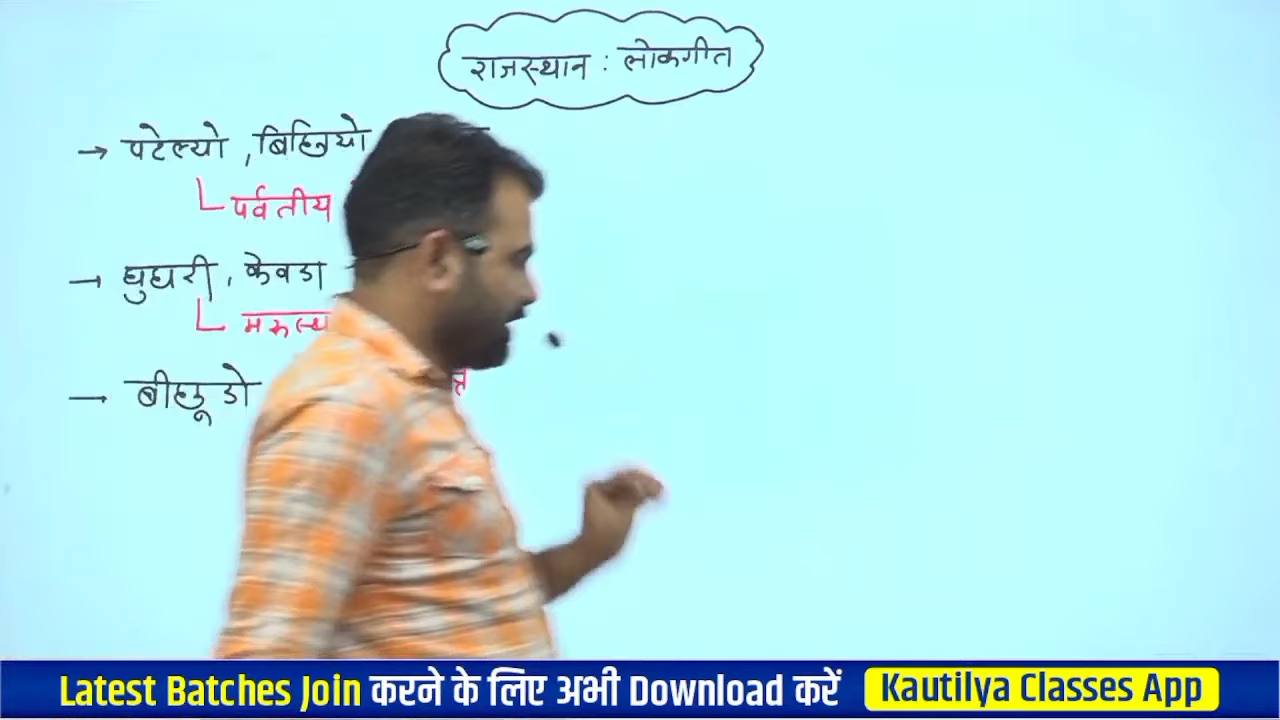 राजस्थान : लोकगीत
→ पटेल्यो, बिछियो
पर्वतीय
→ घुघरी, केवडा
मरुस्थ
→ बीछूडो
Latest Batches Join करने के लिए अभी Download करें Kautilya Classes App